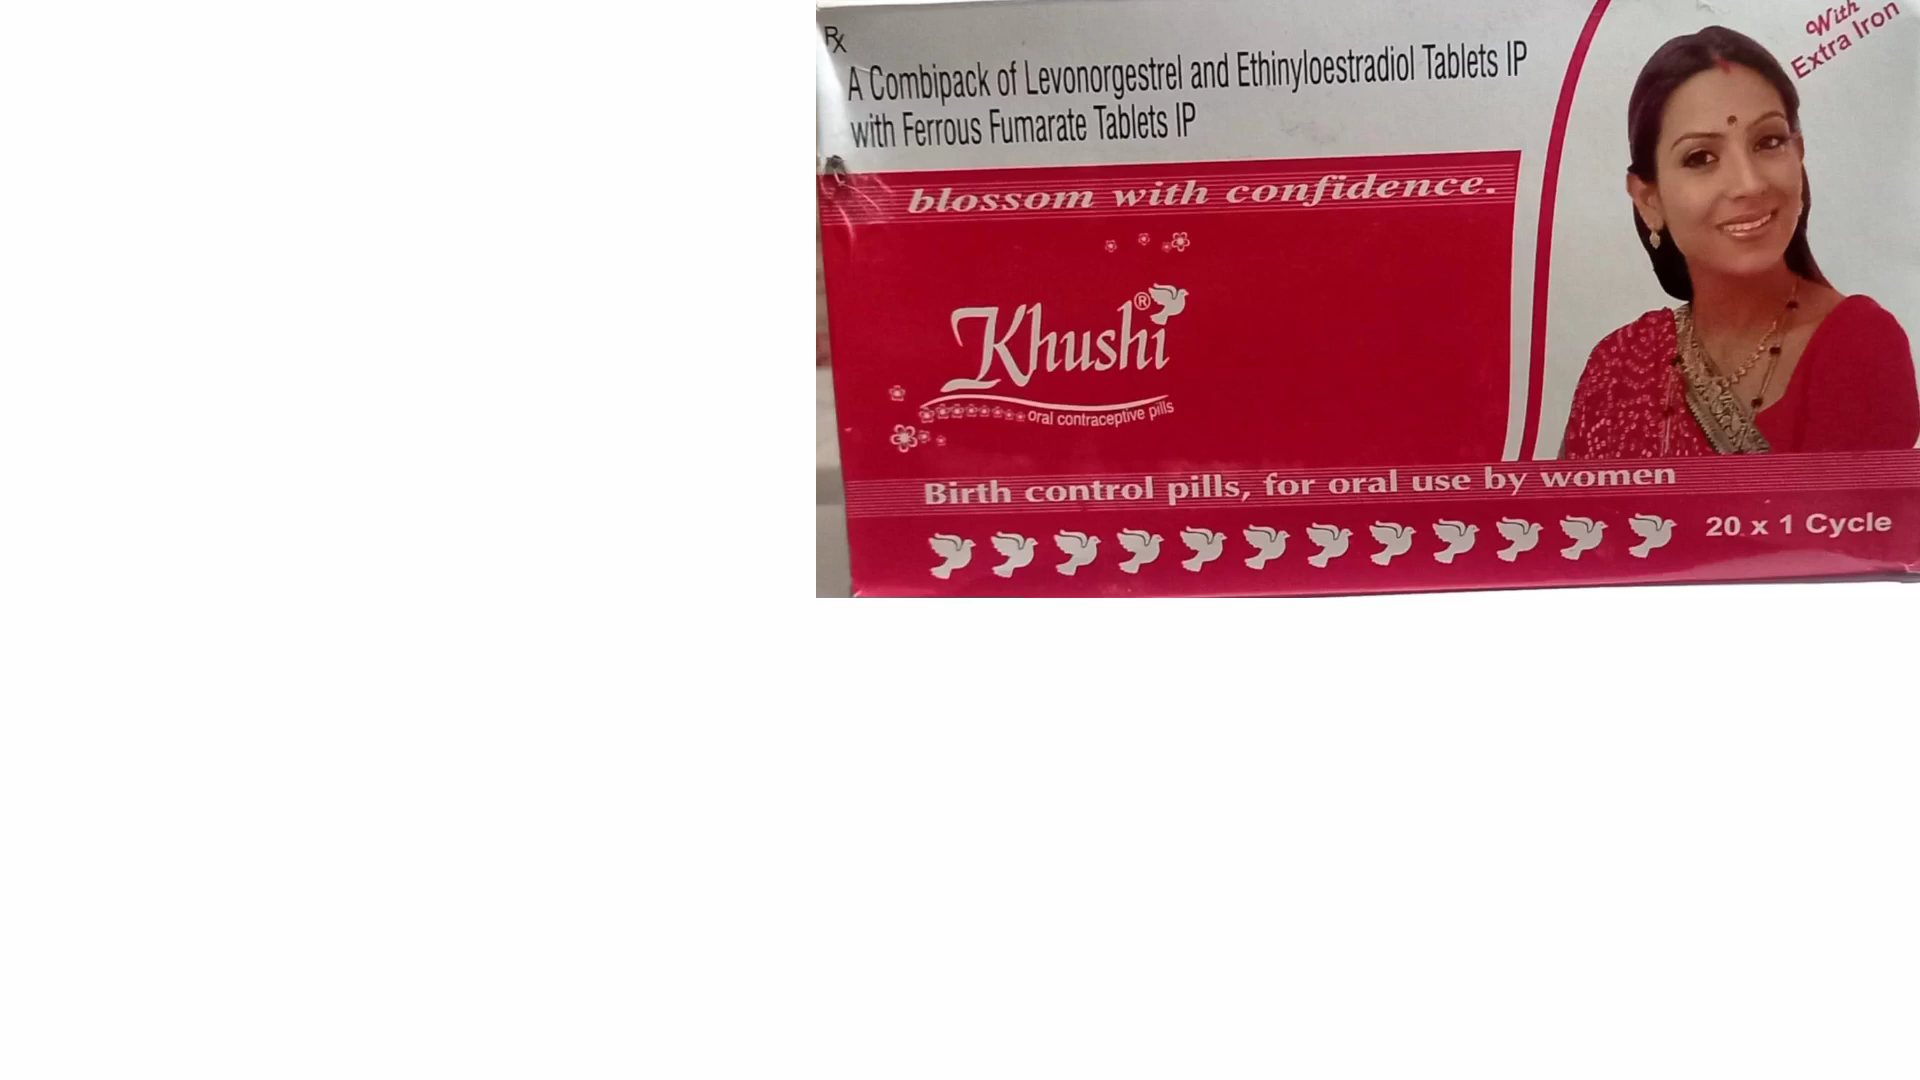 Rx
A Combipack of Levonorgestrel and Ethinyloestradiol Tablets IP
with Ferrous Fumarate Tablets IP
With
Extra Iron
blossom with confidence.
Khushi®
oral contraceptive pills
Birth control pills, for oral use by women
20 x 1 Cycle